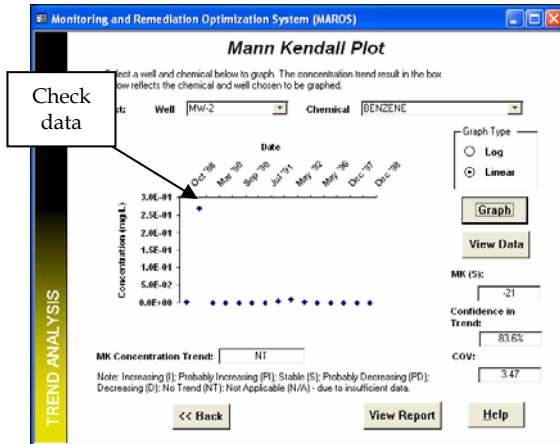 Monitoring and Remediation Optimization System (MAROS)
Mann Kendall Plot
elect a well and chemical below to graph. The concentration trend result in the box
low reflects the chemical and well chosen to be graphed.
Check
data
Well MW-2 Chemical BENZENE
Graph Type
Log
Linear
Date
Oct '88 Mar '90 Sep '90 Jul '91 May '92 May '96 Dec '97 Dec '98
Graph
View Data
Concentration (mg/L)
3.0E-01
2.5E-01
2.0E-01
1.5E-01
1.0E-01
5.0E-02
0.0E+00
MK (S):
-21
Confidence in
Trend:
83.6%
COV:
3.47
MK Concentration Trend: NT
Note: Increasing (I); Probably Increasing (PI); Stable (S); Probably Decreasing (PD);
Decreasing (D); No Trend (NT); Not Applicable (N/A) - due to insufficient data.
<< Back
View Report
Help
TREND ANALYSIS